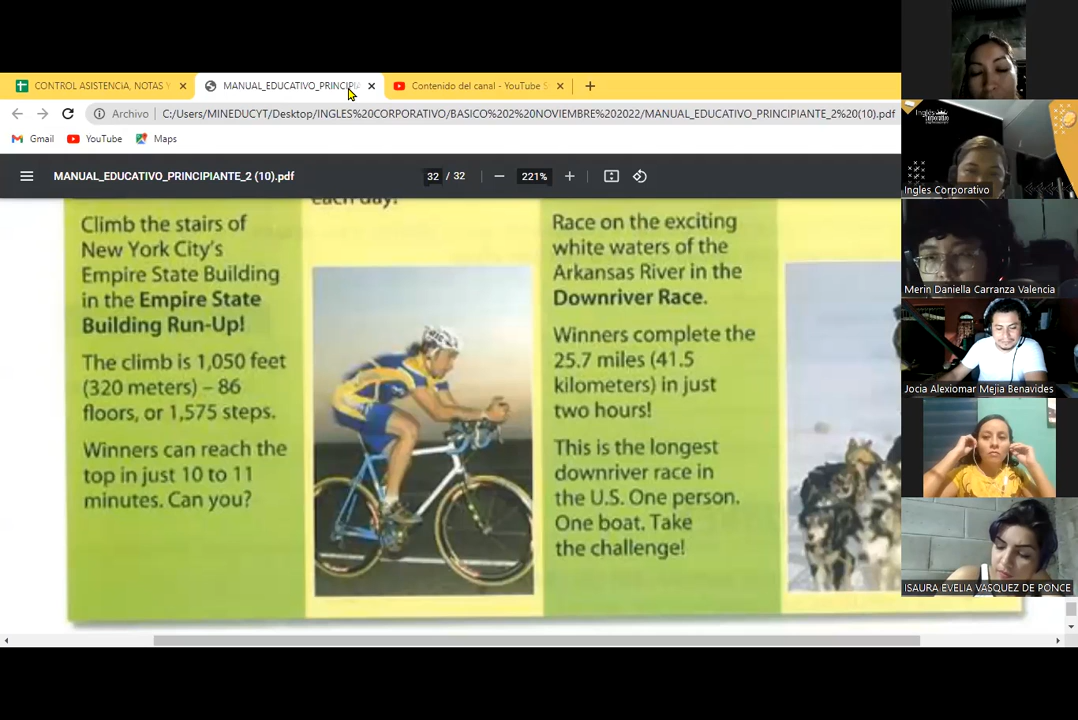 CONTROL ASISTENCIA, NOTAS Y
MANUAL_EDUCATIVO_PRINCIPIA
Contenido del canal - YouTube S
Archivo
C:/Users/MINEDUCYT/Desktop/INGLES%20CORPORATIVO/BASICO%202%20NOVIEMBRE%202022/MANUAL_EDUCATIVO_PRINCIPIANTE_2%20(10).pdf
Gmail
YouTube
Maps
MANUAL_EDUCATIVO_PRINCIPIANTE_2 (10).pdf
32 / 32
221%
each day!
Climb the stairs of
New York City's
Empire State Building
in the Empire State
Building Run-Up!
The climb is 1,050 feet
(320 meters) – 86
floors, or 1,575 steps.
Winners can reach the
top in just 10 to 11
minutes. Can you?
Race on the exciting
white waters of the
Arkansas River in the
Downriver Race.
Winners complete the
25.7 miles (41.5
kilometers) in just
two hours!
This is the longest
downriver race in
the U.S. One person.
One boat. Take
the challenge!
Inglés
Corporativo
Ingles Corporativo
Merin Daniella Carranza Valencia
Jocia Alexiomar Mejia Benavides
ISAURA EVELIA VASQUEZ DE PONCE